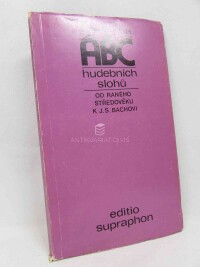 ABC
hudebních
slohů
OD RANÉHO
STŘEDOVĚKU
K J. S. BACHOVI
editio
supraphon